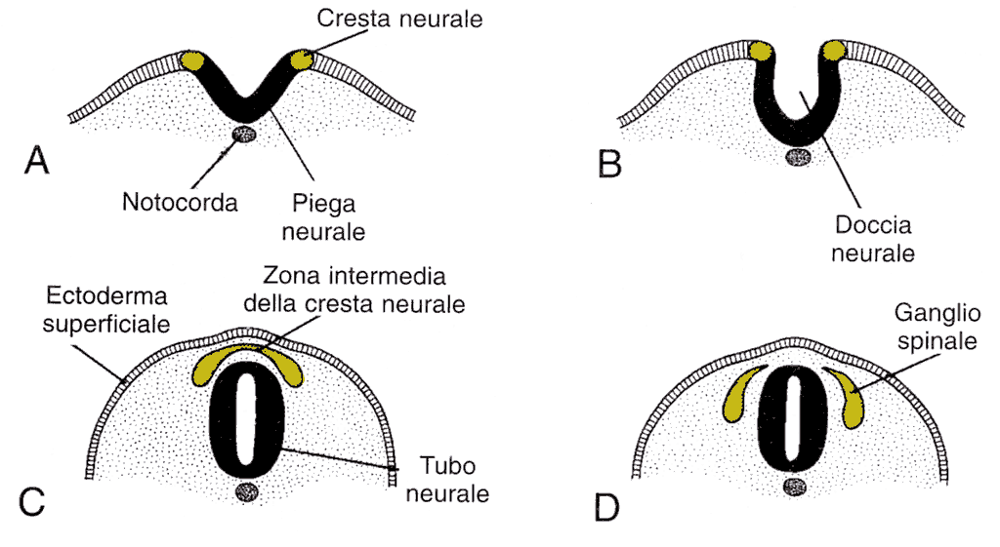 Cresta neurale
A
Notocorda
Piega
neurale
B
Doccia
neurale
Ectoderma
superficiale
Zona intermedia
della cresta neurale
C
Tubo
neurale
Ganglio
spinale
D